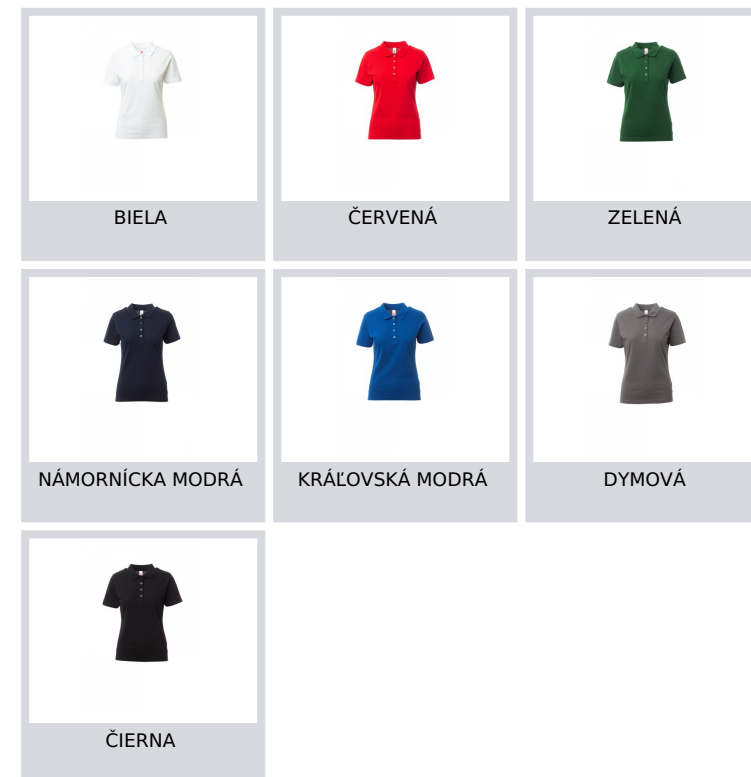 BIELA
ČERVENÁ
ZELENÁ
NÁMORNÍCKA MODRÁ
KRÁĽOVSKÁ MODRÁ
DYMOVÁ
ČIERNA